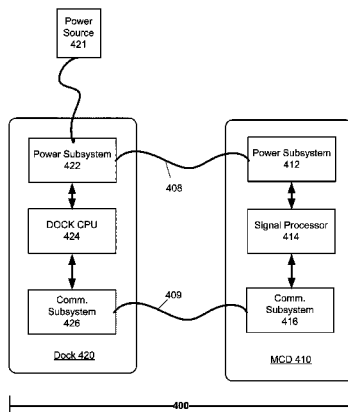 Power
Source
421
Power Subsystem
422
Power Subsystem
412
408
DOCK CPU
424
Signal Processor
414
409
Comm.
Subsystem
426
Comm.
Subsystem
416
Dock 420
MCD 410
400